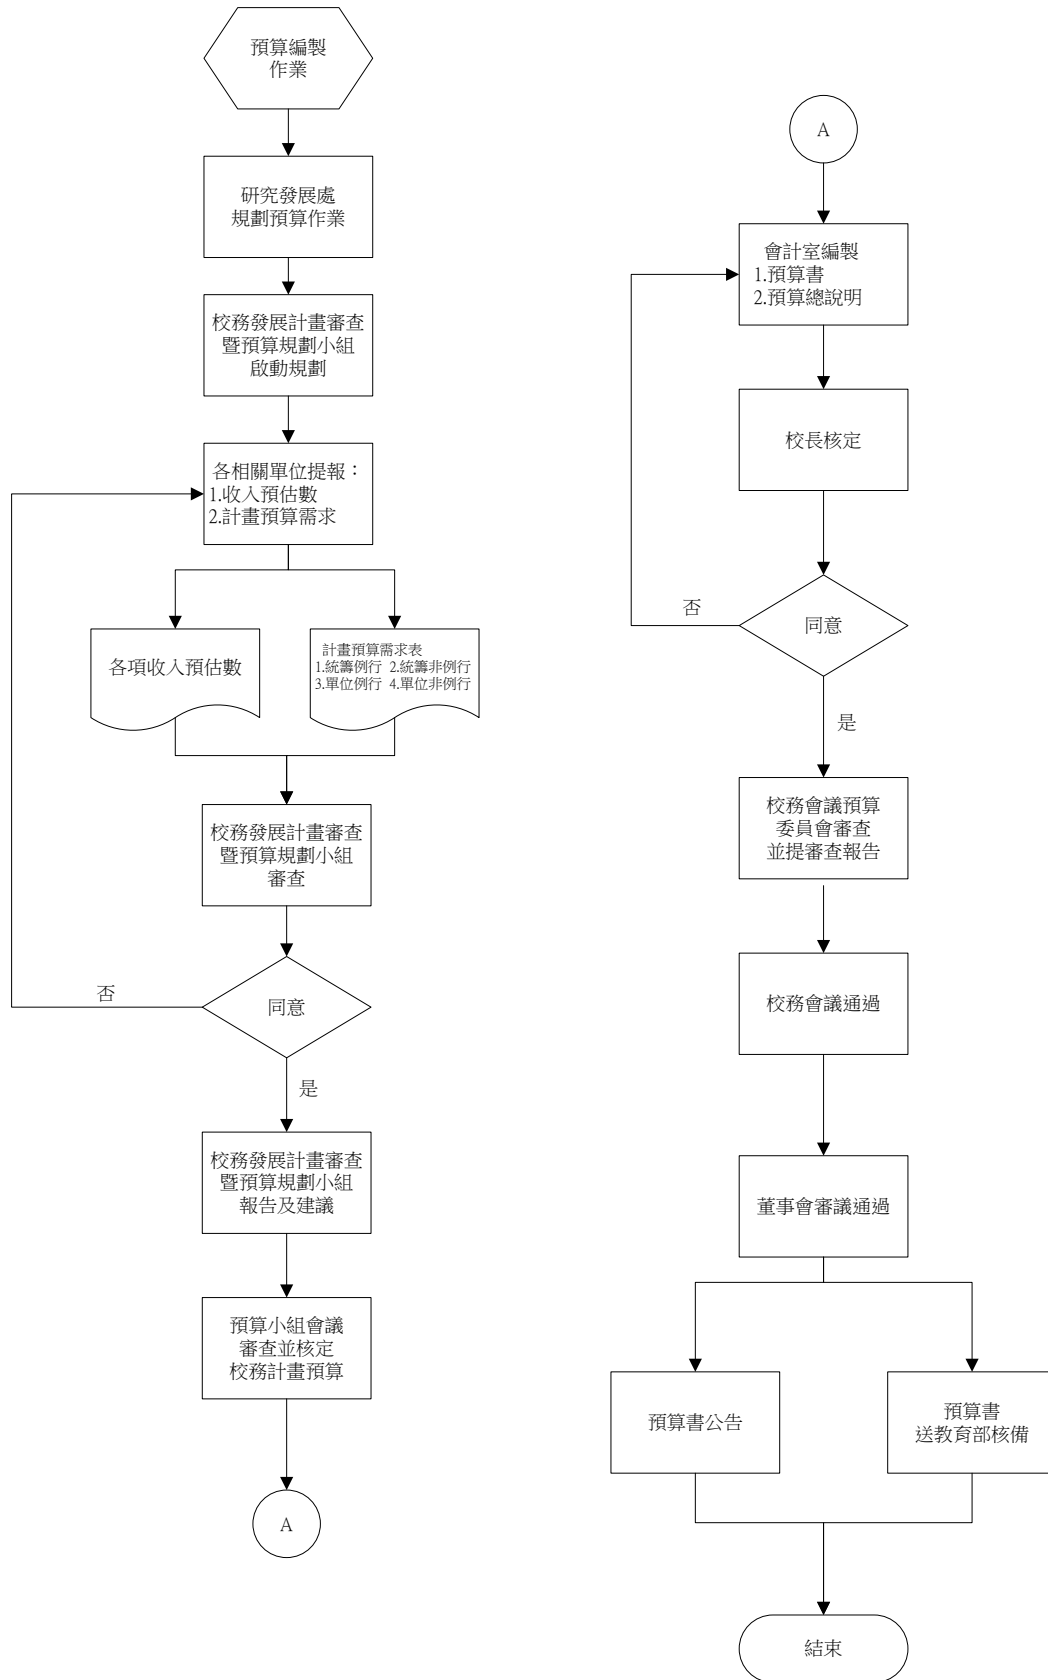 預算編製
作業
研究發展處
規劃預算作業
校務發展計畫審查
暨預算規劃小組
啟動規劃
各相關單位提報：
1.收入預估數
2.計畫預算需求
各項收入預估數
計畫預算需求表
1.統籌例行 2.統籌非例行
3.單位例行 4.單位非例行
校務發展計畫審查
暨預算規劃小組
審查
否
同意
是
校務發展計畫審查
暨預算規劃小組
報告及建議
預算小組會議
審查並核定
校務計畫預算
A
A
會計室編製
1.預算書
2.預算總說明
校長核定
否
同意
是
校務會議預算
委員會審查
並提審查報告
校務會議通過
董事會審議通過
預算書公告
預算書
送教育部核備
結束